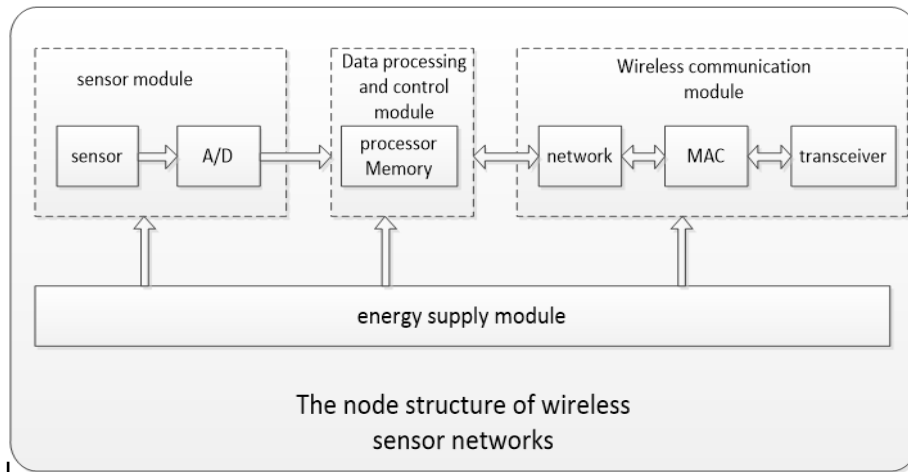 sensor module
sensor
A/D
Data processing
and control
module
processor
Memory
Wireless communication
module
network
MAC
transceiver
energy supply module
The node structure of wireless
sensor networks